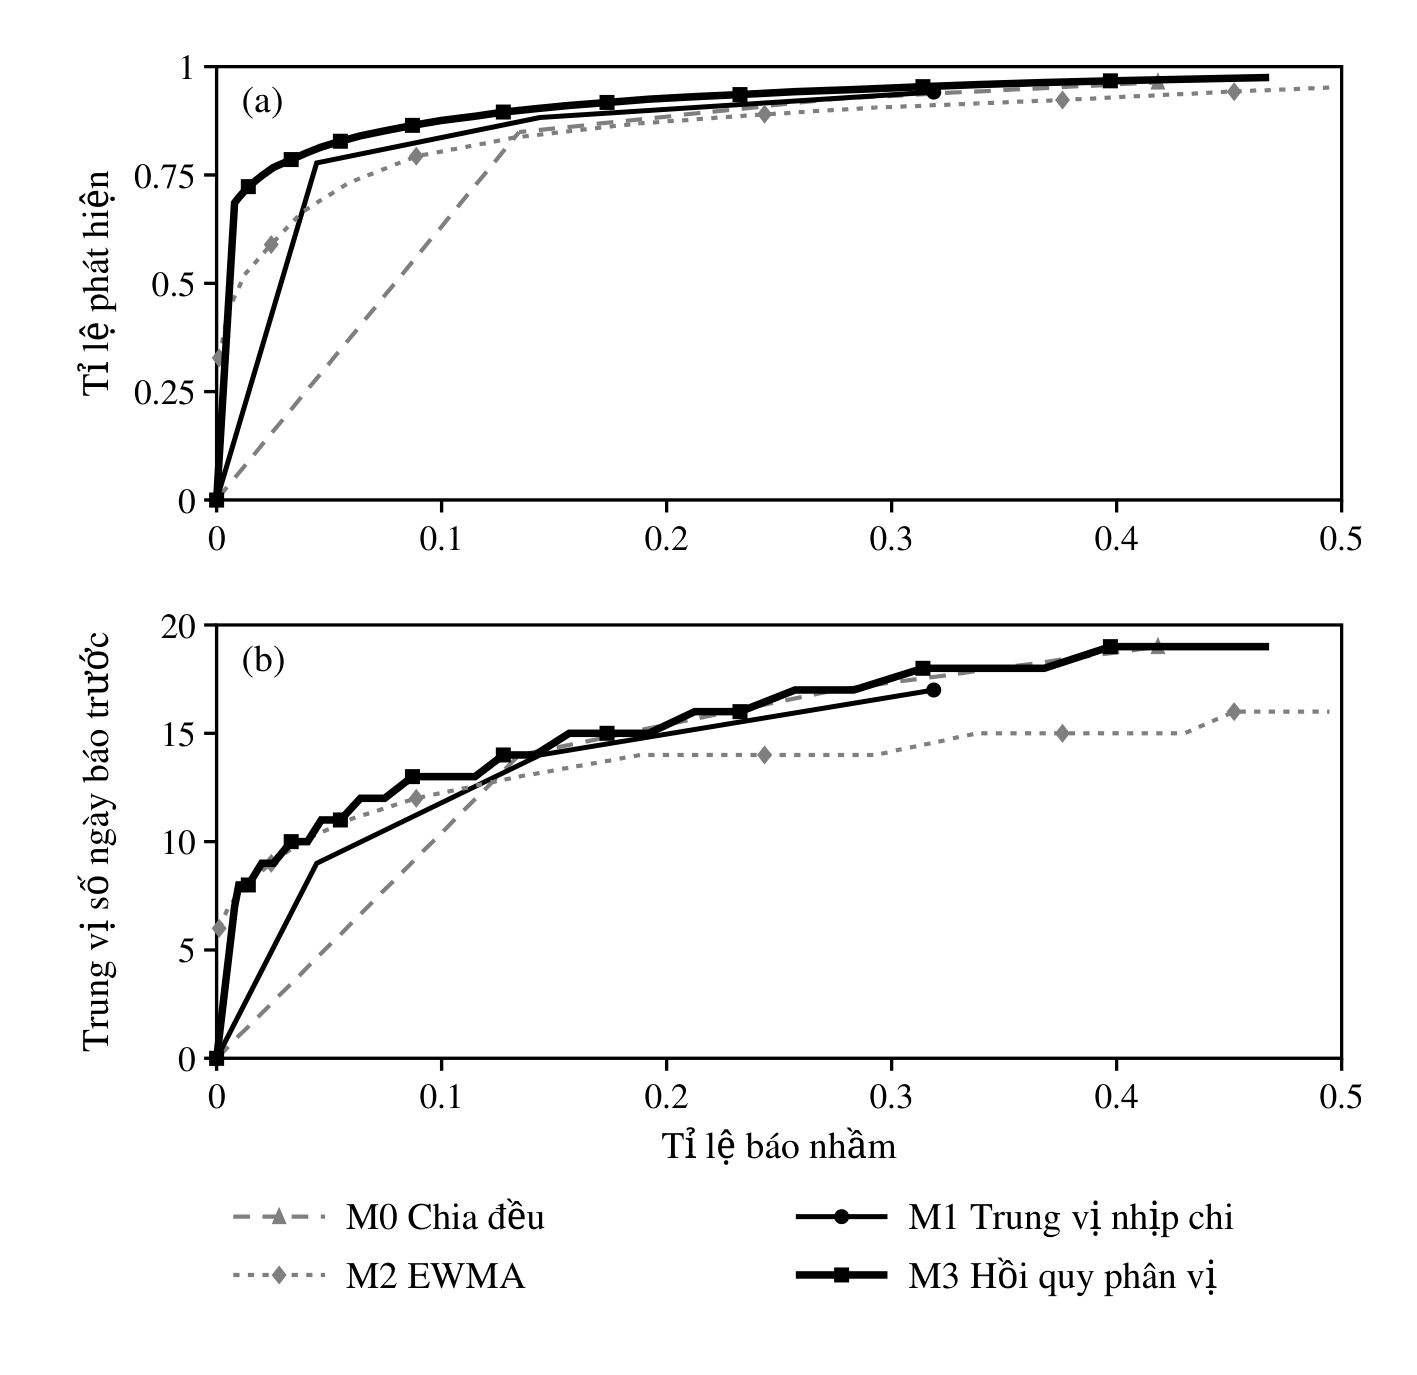 (a)
1
0.75
0.5
0.25
0
Tỉ lệ phát hiện
0 0.1 0.2 0.3 0.4 0.5
(b)
20
15
10
5
0
Trung vị số ngày báo trước
0 0.1 0.2 0.3 0.4 0.5
Tỉ lệ báo nhầm
M0 Chia đều
M1 Trung vị nhịp chi
M2 EWMA
M3 Hồi quy phân vị